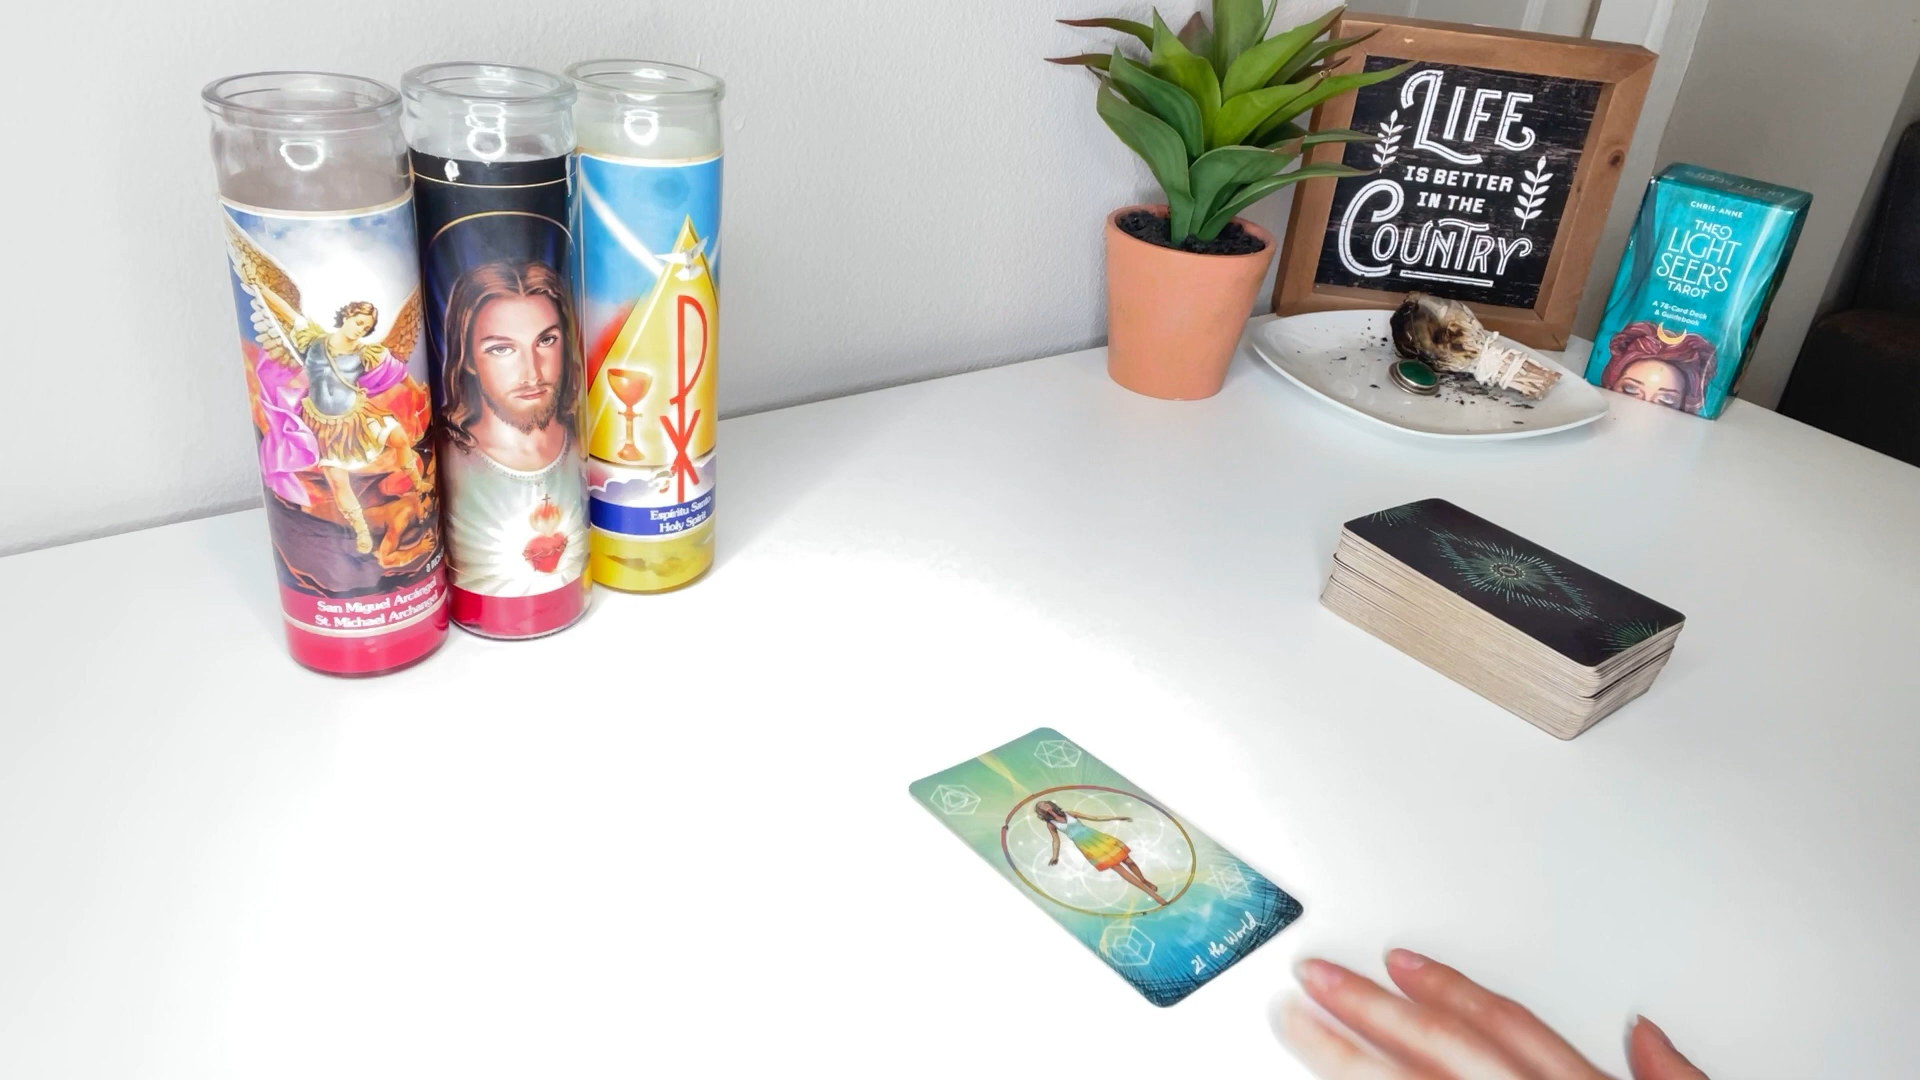 San Miguel Arcángel
St. Michael Archangel
Espíritu Santo
Holy Spirit
LIFE
IS BETTER
IN THE
COUNTRY
CHRIS-ANNE
THE
LIGHT
SEER'S
TAROT
A 78-Card Deck
& Guidebook
21 the World